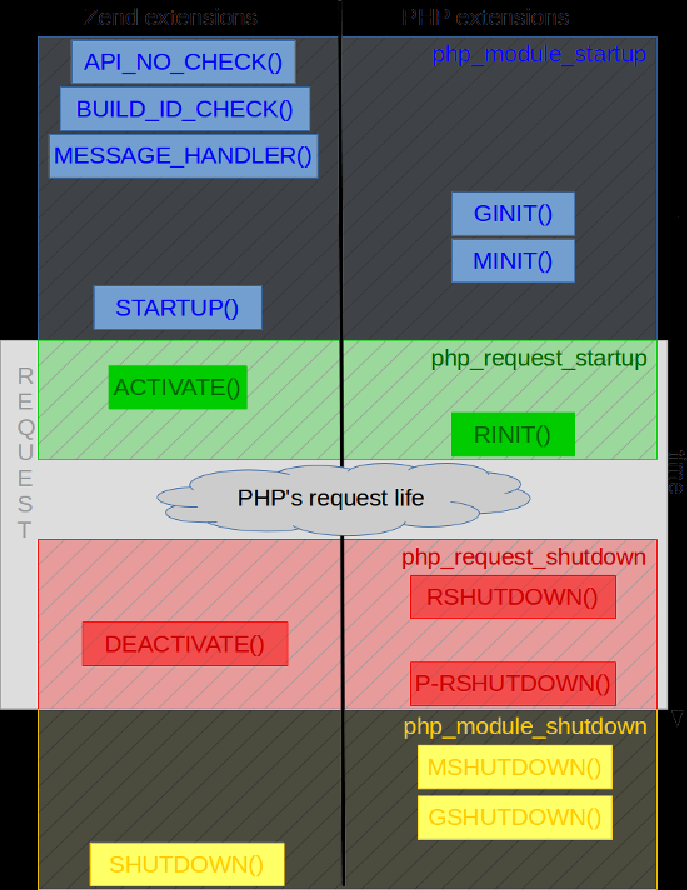 Zend extensions
PHP extensions
php_module_startup
API_NO_CHECK()
BUILD_ID_CHECK()
MESSAGE_HANDLER()
GINIT()
MINIT()
STARTUP()
REQUEST
php_request_startup
ACTIVATE()
RINIT()
time
PHP's request life
php_request_shutdown
RSHUTDOWN()
DEACTIVATE()
P-RSHUTDOWN()
php_module_shutdown
MSHUTDOWN()
GSHUTDOWN()
SHUTDOWN()